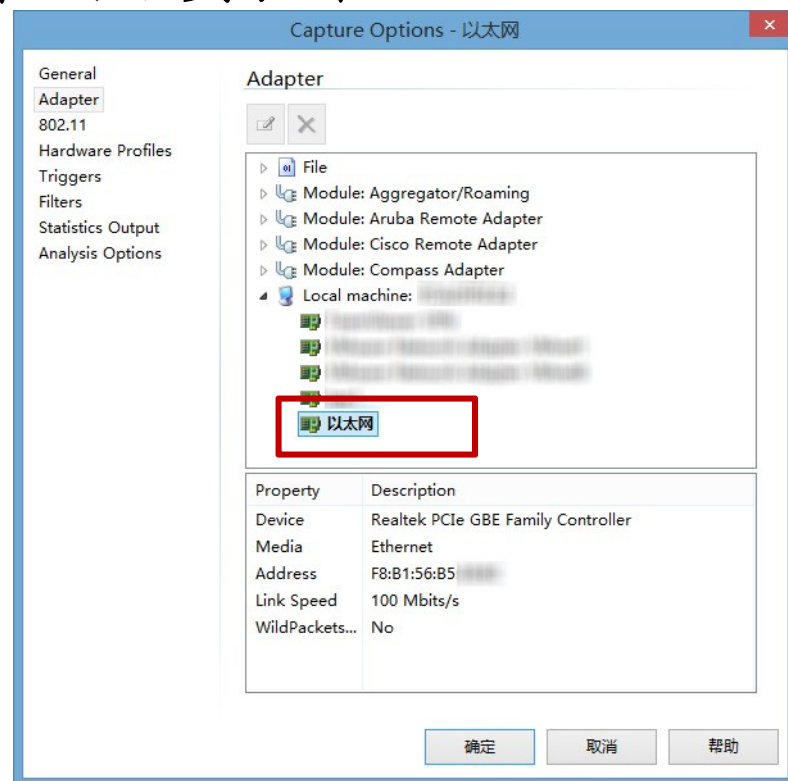 Capture Options - 以太网
General
Adapter
802.11
Hardware Profiles
Triggers
Filters
Statistics Output
Analysis Options
Adapter
File
Module: Aggregator/Roaming
Module: Aruba Remote Adapter
Module: Cisco Remote Adapter
Module: Compass Adapter
Local machine:
以太网
Property Description
Device Realtek PCIe GBE Family Controller
Media Ethernet
Address F8:B1:56:B5
Link Speed 100 Mbits/s
WildPackets... No
确定 取消 帮助